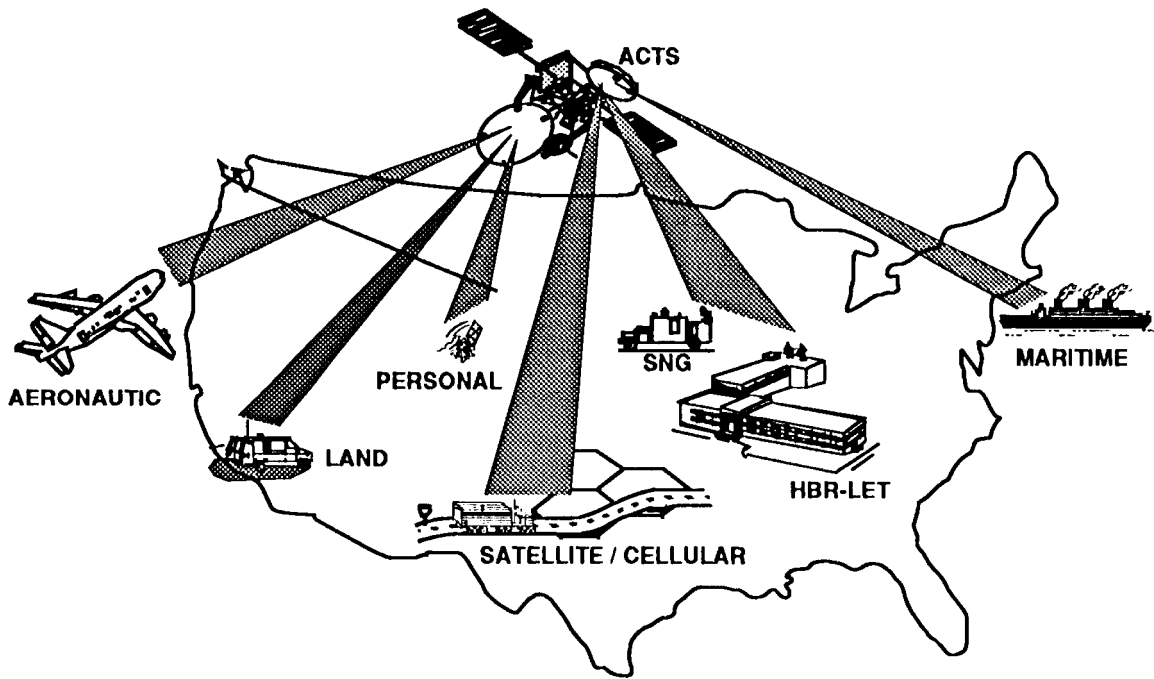 ACTS
AERONAUTIC
PERSONAL
SNG
MARITIME
LAND
HBR-LET
SATELLITE / CELLULAR